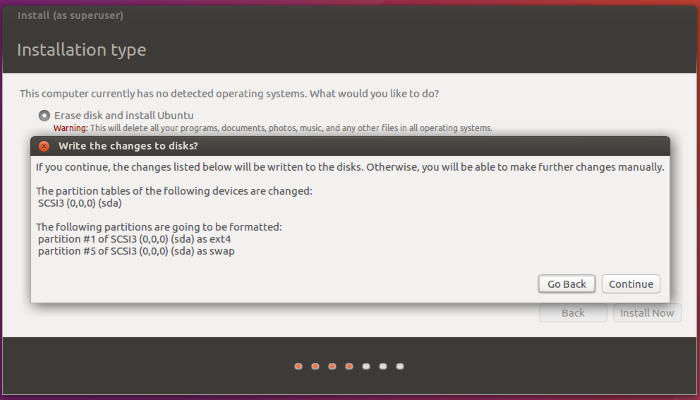 Install (as superuser)
Installation type
This computer currently has no detected operating systems. What would you like to do?
Erase disk and install Ubuntu
Warning: This will delete all your programs, documents, photos, music, and any other files in all operating systems.
Write the changes to disks?
If you continue, the changes listed below will be written to the disks. Otherwise, you will be able to make further changes manually.
The partition tables of the following devices are changed:
SCSI3 (0,0,0) (sda)
The following partitions are going to be formatted:
partition #1 of SCSI3 (0,0,0) (sda) as ext4
partition #5 of SCSI3 (0,0,0) (sda) as swap
Go Back Continue
Back Install Now